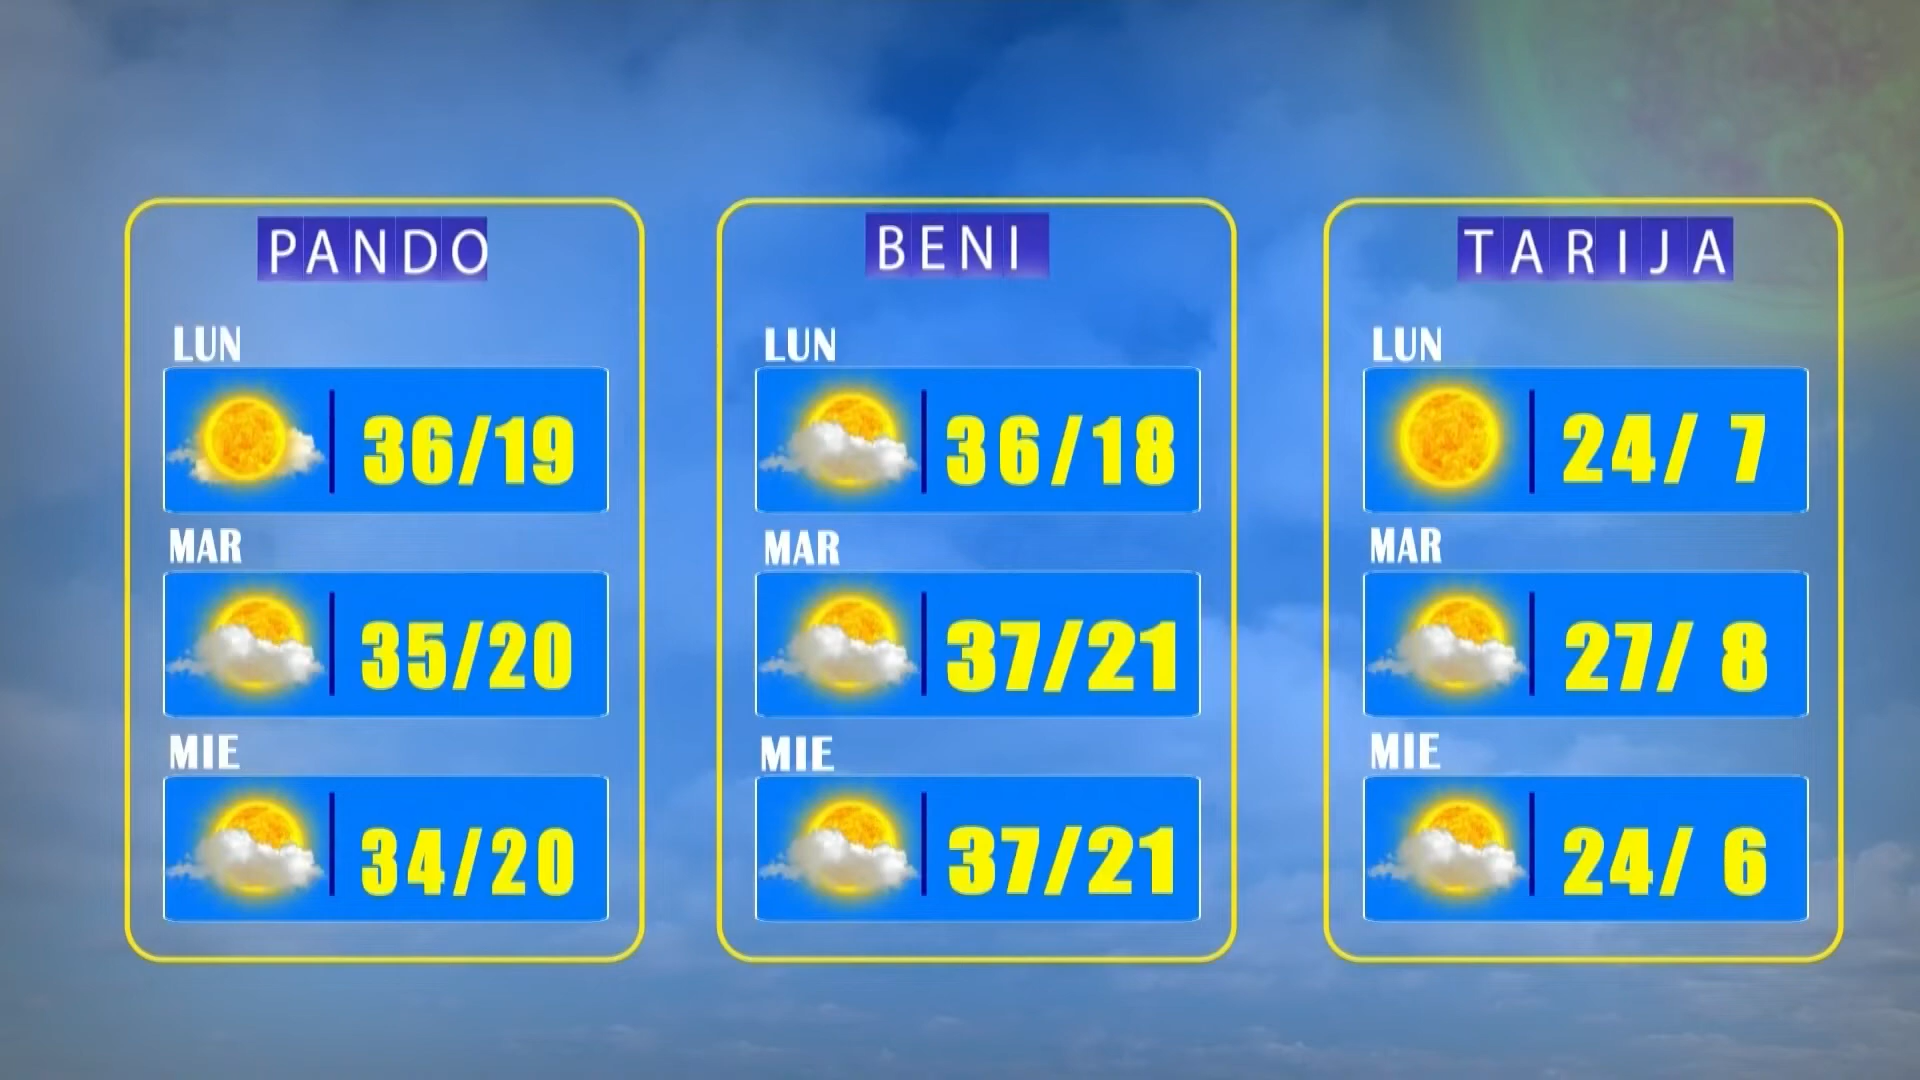 PANDO
LUN
36/19
MAR
35/20
MIE
34/20
BENI
LUN
36/18
MAR
37/21
MIE
37/21
TARIJA
LUN
24/ 7
MAR
27/ 8
MIE
24/ 6